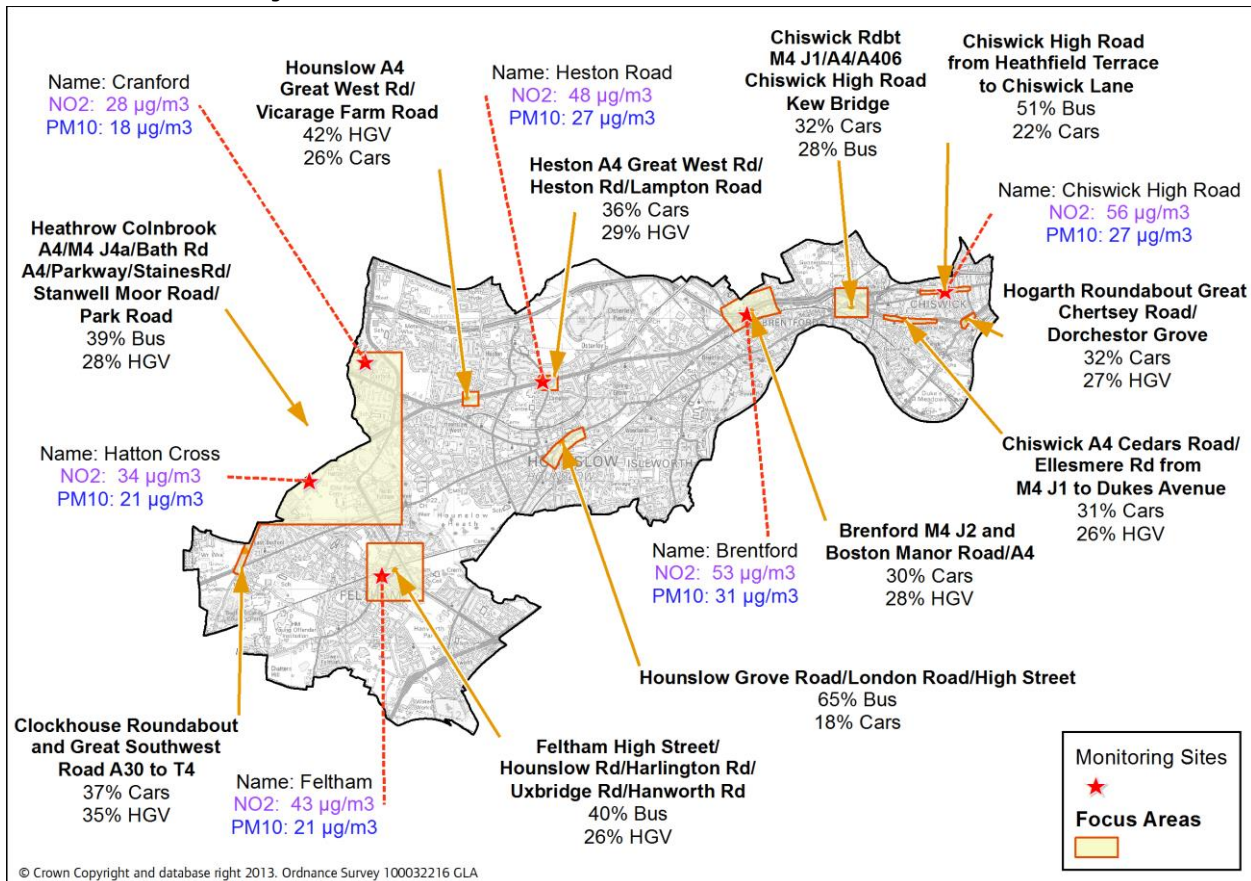 Name: Cranford
NO2: 28 µg/m3
PM10: 18 µg/m3
Hounslow A4
Great West Rd/
Vicarage Farm Road
42% HGV
26% Cars
Name: Heston Road
NO2: 48 µg/m3
PM10: 27 µg/m3
Chiswick Rdbt
M4 J1/A4/A406
Chiswick High Road
Kew Bridge
32% Cars
28% Bus
Chiswick High Road
from Heathfield Terrace
to Chiswick Lane
51% Bus
22% Cars
Heston A4 Great West Rd/
Heston Rd/Lampton Road
36% Cars
29% HGV
Name: Chiswick High Road
NO2: 56 µg/m3
PM10: 27 µg/m3
Heathrow Colnbrook
A4/M4 J4a/Bath Rd
A4/Parkway/StainesRd/
Stanwell Moor Road/
Park Road
39% Bus
28% HGV
Hogarth Roundabout Great
Chertsey Road/
Dorchestor Grove
32% Cars
27% HGV
CHISWICK
BRENTFORD
HOUNSLOW
ISLEWORTH
Name: Hatton Cross
NO2: 34 µg/m3
PM10: 21 µg/m3
Chiswick A4 Cedars Road/
Ellesmere Rd from
M4 J1 to Dukes Avenue
31% Cars
26% HGV
Name: Brentford
NO2: 53 µg/m3
PM10: 31 µg/m3
Brenford M4 J2 and
Boston Manor Road/A4
30% Cars
28% HGV
Hounslow Grove Road/London Road/High Street
65% Bus
18% Cars
Clockhouse Roundabout
and Great Southwest
Road A30 to T4
37% Cars
35% HGV
Name: Feltham
NO2: 43 µg/m3
PM10: 21 µg/m3
Feltham High Street/
Hounslow Rd/Harlington Rd/
Uxbridge Rd/Hanworth Rd
40% Bus
26% HGV
Monitoring Sites
Focus Areas
© Crown Copyright and database right 2013. Ordnance Survey 100032216 GLA